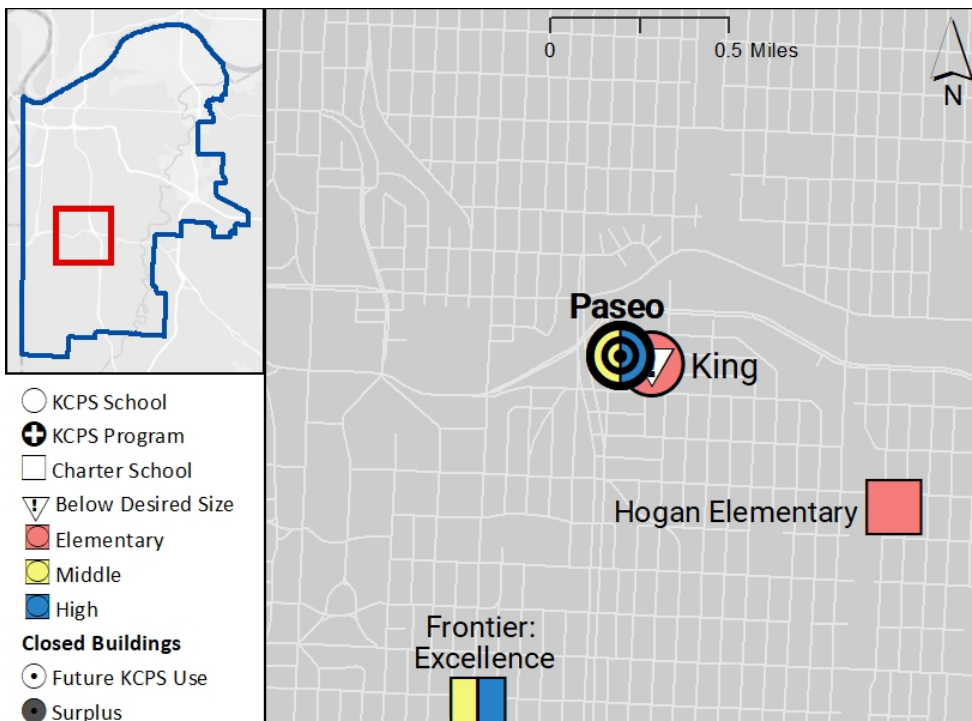 0
0.5 Miles
N
Paseo
King
Hogan Elementary
Frontier:
Excellence
KCPS School
KCPS Program
Charter School
Below Desired Size
Elementary
Middle
High
Closed Buildings
Future KCPS Use
Surplus